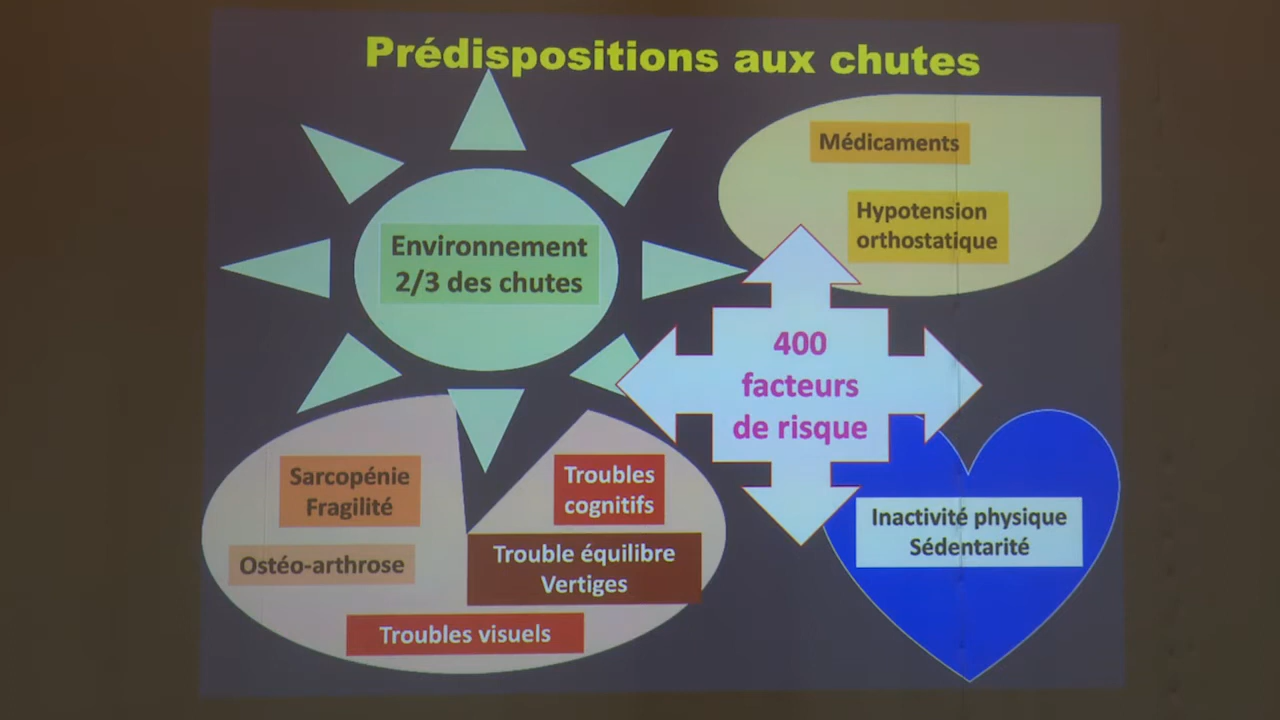 Prédispositions aux chutes
Médicaments
Hypotension
orthostatique
Environnement
2/3 des chutes
400
facteurs
de risque
Sarcopénie
Fragilité
Troubles
cognitifs
Inactivité physique
Sédentarité
Ostéo-arthrose
Trouble équilibre
Vertiges
Troubles visuels